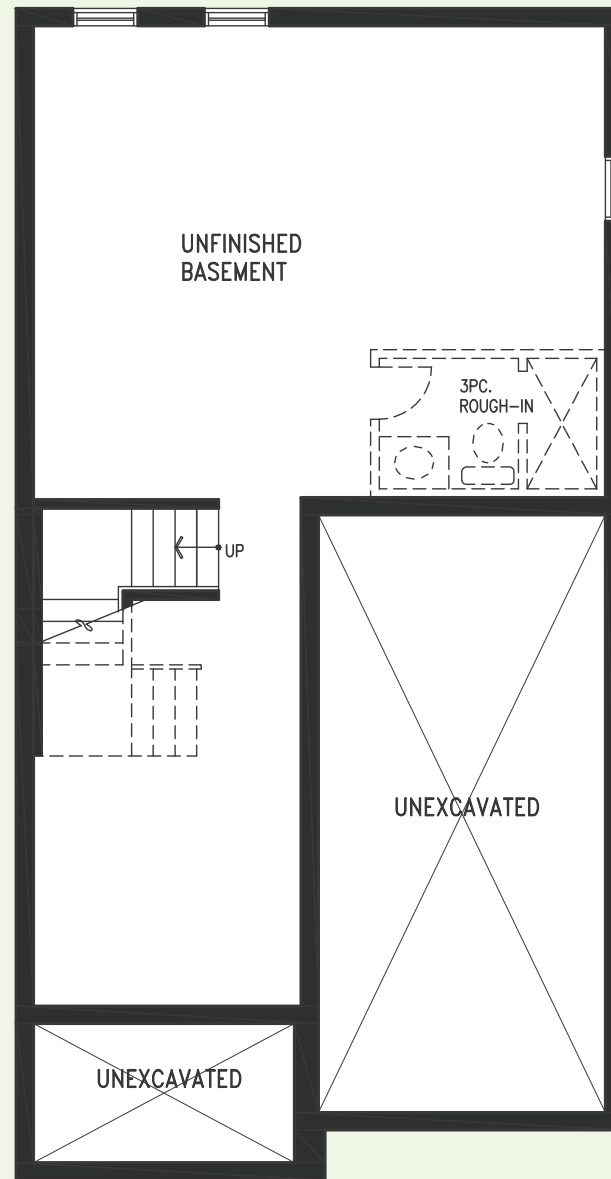 UNFINISHED
BASEMENT
3PC.
ROUGH-IN
UP
UNEXCAVATED
UNEXCAVATED